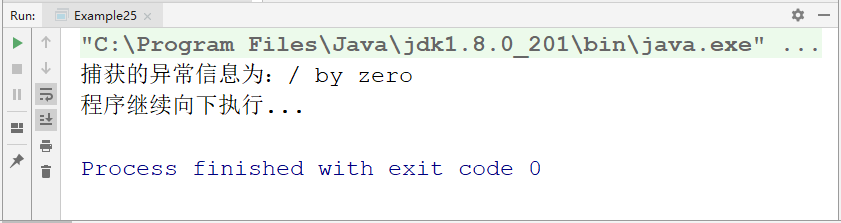 Run: Example25
"C:\Program Files\Java\jdk1.8.0_201\bin\java.exe" ...
捕获的异常信息为：/ by zero
程序继续向下执行...
Process finished with exit code 0